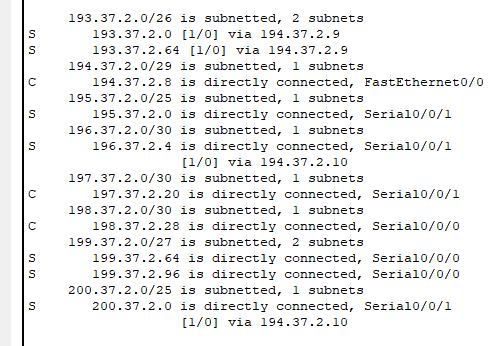 193.37.2.0/26 is subnetted, 2 subnets
S 193.37.2.0 [1/0] via 194.37.2.9
S 193.37.2.64 [1/0] via 194.37.2.9
194.37.2.0/29 is subnetted, 1 subnets
C 194.37.2.8 is directly connected, FastEthernet0/0
195.37.2.0/25 is subnetted, 1 subnets
S 195.37.2.0 is directly connected, Serial0/0/1
196.37.2.0/30 is subnetted, 1 subnets
S 196.37.2.4 is directly connected, Serial0/0/1
[1/0] via 194.37.2.10
197.37.2.0/30 is subnetted, 1 subnets
C 197.37.2.20 is directly connected, Serial0/0/1
198.37.2.0/30 is subnetted, 1 subnets
C 198.37.2.28 is directly connected, Serial0/0/0
199.37.2.0/27 is subnetted, 2 subnets
S 199.37.2.64 is directly connected, Serial0/0/0
S 199.37.2.96 is directly connected, Serial0/0/0
200.37.2.0/25 is subnetted, 1 subnets
S 200.37.2.0 is directly connected, Serial0/0/1
[1/0] via 194.37.2.10